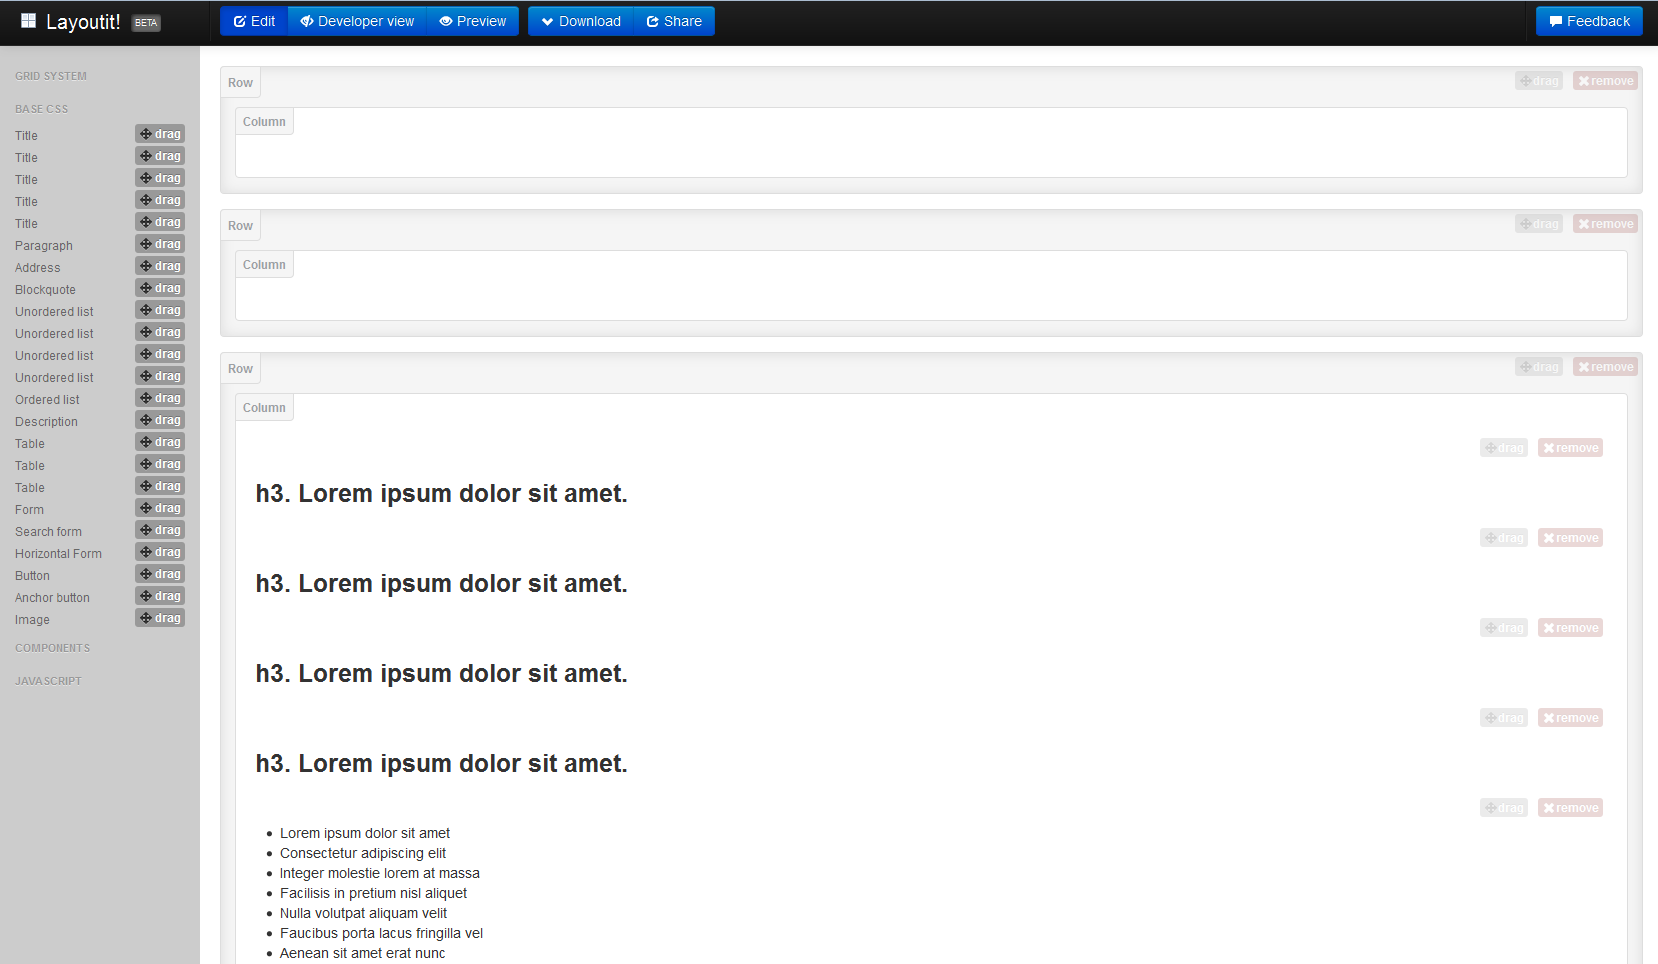 Layoutit! BETA Edit Developer view Preview Download Share Feedback
GRID SYSTEM
BASE CSS
Title drag
Title drag
Title drag
Title drag
Title drag
Paragraph drag
Address drag
Blockquote drag
Unordered list drag
Unordered list drag
Unordered list drag
Unordered list drag
Ordered list drag
Description drag
Table drag
Table drag
Table drag
Form drag
Search form drag
Horizontal Form drag
Button drag
Anchor button drag
Image drag
COMPONENTS
JAVASCRIPT
Row drag remove
Column
Row drag remove
Column
Row drag remove
Column
drag remove
h3. Lorem ipsum dolor sit amet.
drag remove
h3. Lorem ipsum dolor sit amet.
drag remove
h3. Lorem ipsum dolor sit amet.
drag remove
h3. Lorem ipsum dolor sit amet.
drag remove
Lorem ipsum dolor sit amet
Consectetur adipiscing elit
Integer molestie lorem at massa
Facilisis in pretium nisl aliquet
Nulla volutpat aliquam velit
Faucibus porta lacus fringilla vel
Aenean sit amet erat nunc